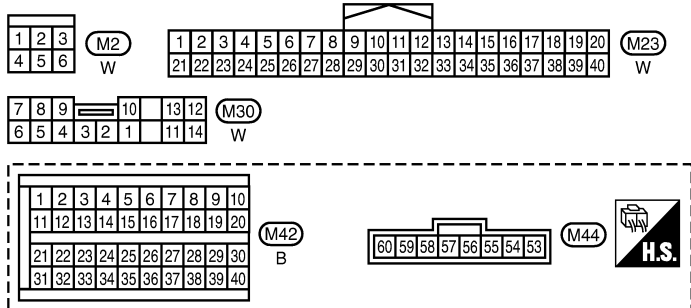 1 2 3
4 5 6
M2
W
1 2 3 4 5 6 7 8 9 10 11 12 13 14 15 16 17 18 19 20
21 22 23 24 25 26 27 28 29 30 31 32 33 34 35 36 37 38 39 40
M23
W
7 8 9 10 13 12
6 5 4 3 2 1 11 14
M30
W
1 2 3 4 5 6 7 8 9 10
11 12 13 14 15 16 17 18 19 20
21 22 23 24 25 26 27 28 29 30
31 32 33 34 35 36 37 38 39 40
M42
B
60 59 58 57 56 55 54 53
M44
H.S.